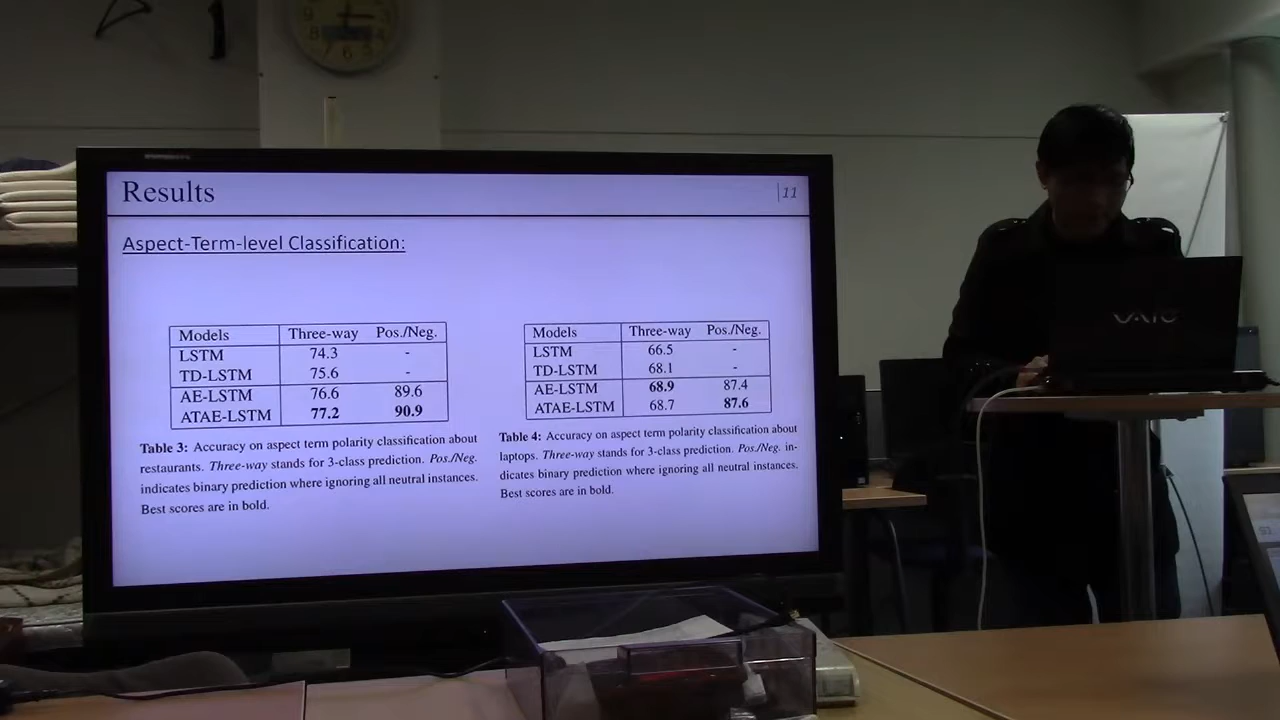 Results
11
Aspect-Term-level Classification:
Models Three-way Pos./Neg.
LSTM 74.3 -
TD-LSTM 75.6 -
AE-LSTM 76.6 89.6
ATAE-LSTM 77.2 90.9
Table 3: Accuracy on aspect term polarity classification about
restaurants. Three-way stands for 3-class prediction. Pos./Neg.
indicates binary prediction where ignoring all neutral instances.
Best scores are in bold.
Models Three-way Pos./Neg.
LSTM 66.5 -
TD-LSTM 68.1 -
AE-LSTM 68.9 87.4
ATAE-LSTM 68.7 87.6
Table 4: Accuracy on aspect term polarity classification about
laptops. Three-way stands for 3-class prediction. Pos./Neg. in-
dicates binary prediction where ignoring all neutral instances.
Best scores are in bold.
VAIO